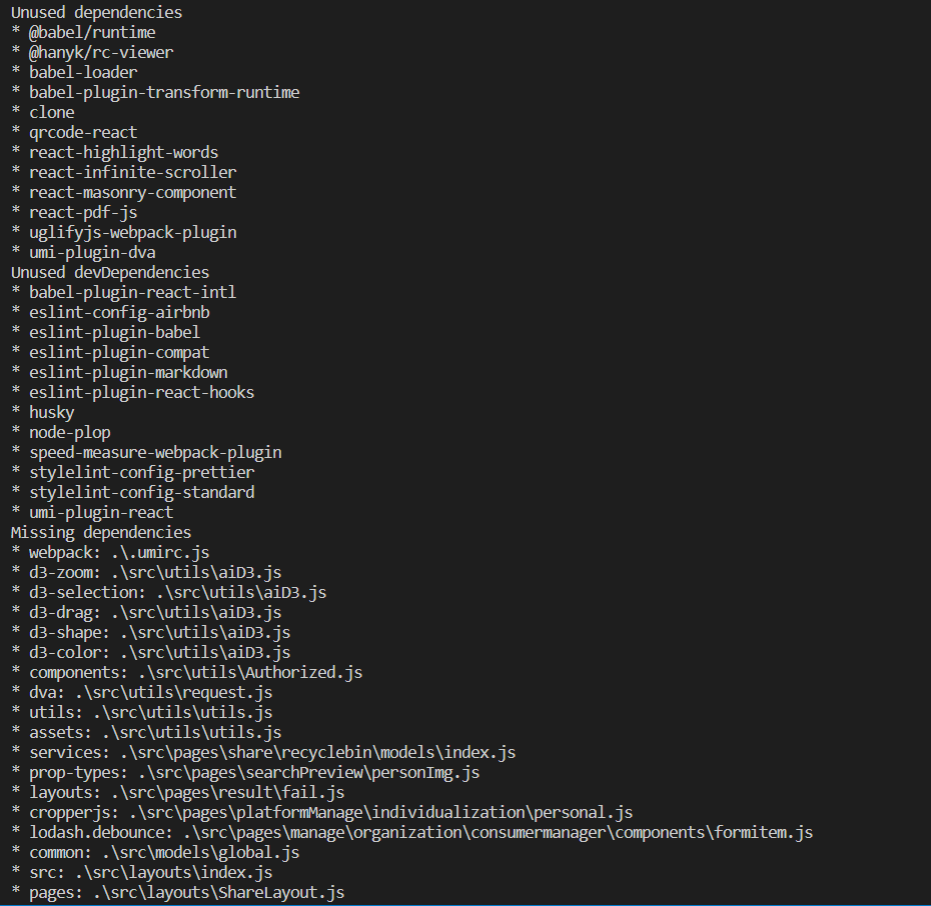 Unused dependencies
* @babel/runtime
* @hanyk/rc-viewer
* babel-loader
* babel-plugin-transform-runtime
* clone
* qrcode-react
* react-highlight-words
* react-infinite-scroller
* react-masonry-component
* react-pdf-js
* uglifyjs-webpack-plugin
* umi-plugin-dva
Unused devDependencies
* babel-plugin-react-intl
* eslint-config-airbnb
* eslint-plugin-babel
* eslint-plugin-compat
* eslint-plugin-markdown
* eslint-plugin-react-hooks
* husky
* node-plop
* speed-measure-webpack-plugin
* stylelint-config-prettier
* stylelint-config-standard
* umi-plugin-react
Missing dependencies
* webpack: .\.umirc.js
* d3-zoom: .\src\utils\aiD3.js
* d3-selection: .\src\utils\aiD3.js
* d3-drag: .\src\utils\aiD3.js
* d3-shape: .\src\utils\aiD3.js
* d3-color: .\src\utils\aiD3.js
* components: .\src\utils\Authorized.js
* dva: .\src\utils\request.js
* utils: .\src\utils\utils.js
* assets: .\src\utils\utils.js
* services: .\src\pages\share\recyclebin\models\index.js
* prop-types: .\src\pages\searchPreview\personImg.js
* layouts: .\src\pages\result\fail.js
* cropperjs: .\src\pages\platformManage\individualization\personal.js
* lodash.debounce: .\src\pages\manage\organization\consumermanager\components\formitem.js
* common: .\src\models\global.js
* src: .\src\layouts\index.js
* pages: .\src\layouts\ShareLayout.js